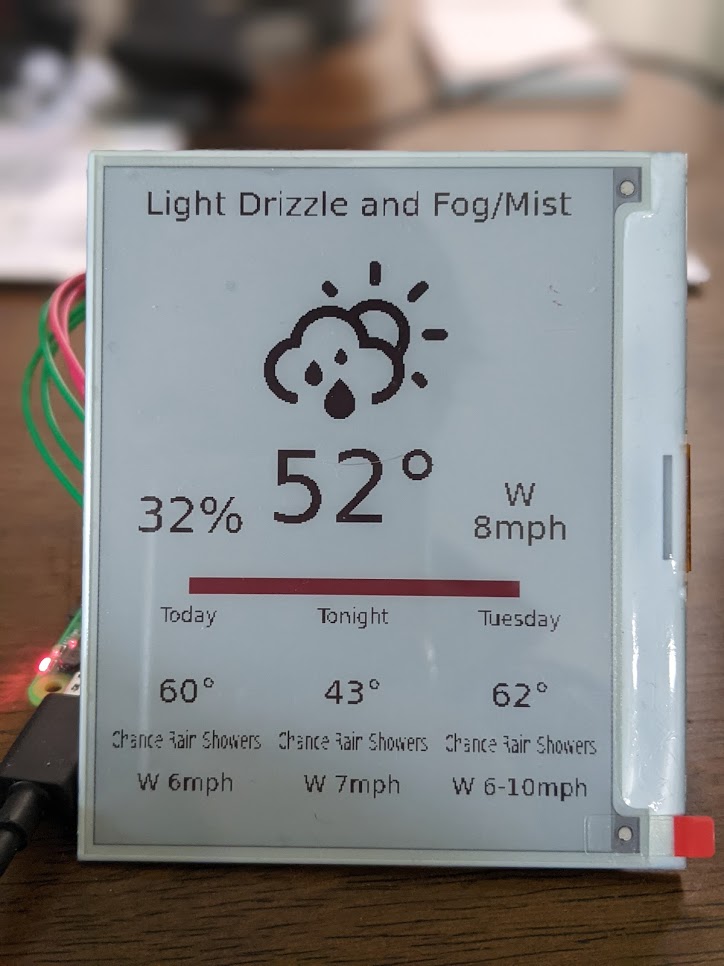 Light Drizzle and Fog/Mist
32% 52° W
8mph
Today Tonight Tuesday
60° 43° 62°
Chance Rain Showers Chance Rain Showers Chance Rain Showers
W 6mph W 7mph W 6-10mph